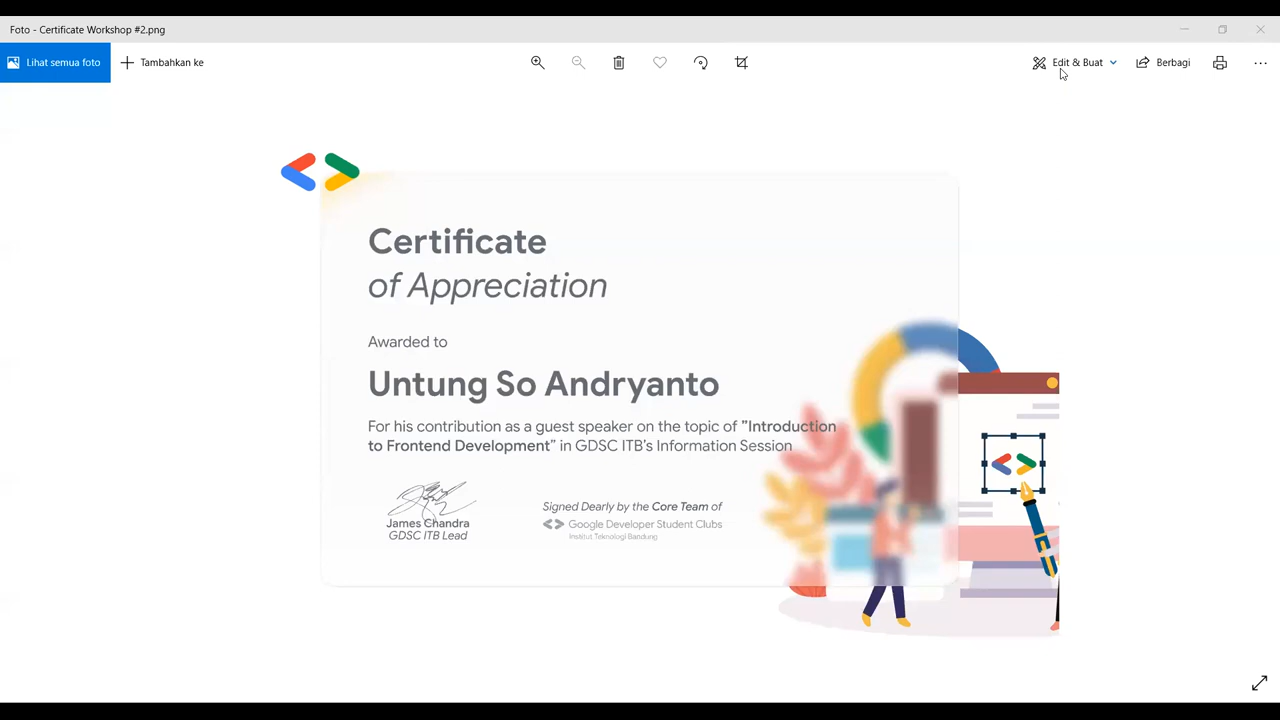 Foto - Certificate Workshop #2.png
Lihat semua foto
Tambahkan ke
Edit & Buat
Berbagi
Certificate
of Appreciation
Awarded to
Untung So Andryanto
For his contribution as a guest speaker on the topic of "Introduction
to Frontend Development" in GDSC ITB's Information Session
James Chandra
GDSC ITB Lead
Signed Dearly by the Core Team of
Google Developer Student Clubs
Institut Teknologi Bandung